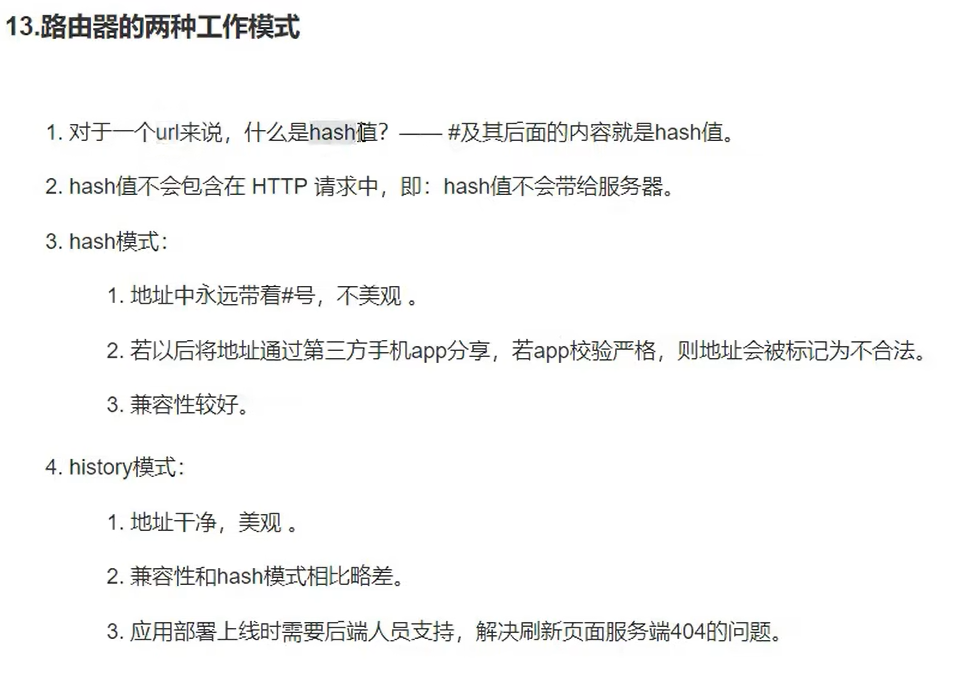 13.路由器的两种工作模式
1. 对于一个url来说，什么是hash值？—— #及其后面的内容就是hash值。
2. hash值不会包含在 HTTP 请求中，即：hash值不会带给服务器。
3. hash模式：
1. 地址中永远带着#号，不美观 。
2. 若以后将地址通过第三方手机app分享，若app校验严格，则地址会被标记为不合法。
3. 兼容性较好。
4. history模式：
1. 地址干净，美观 。
2. 兼容性和hash模式相比略差。
3. 应用部署上线时需要后端人员支持，解决刷新页面服务端404的问题。